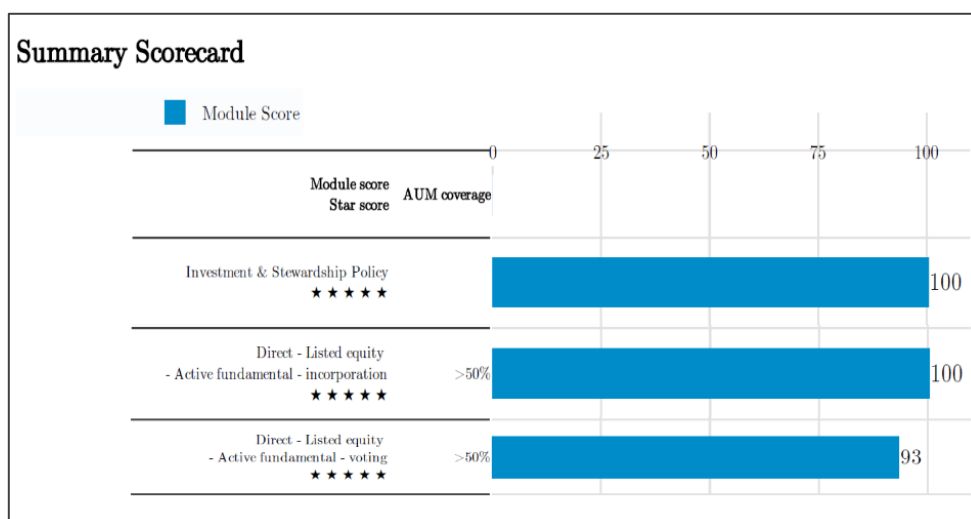 Summary Scorecard
Module Score
0 25 50 75 100
Module score AUM coverage
Star score
Investment & Stewardship Policy
★ ★ ★ ★ ★
100
Direct - Listed equity
- Active fundamental - incorporation >50%
★ ★ ★ ★ ★
100
Direct - Listed equity
- Active fundamental - voting >50%
★ ★ ★ ★ ★
93